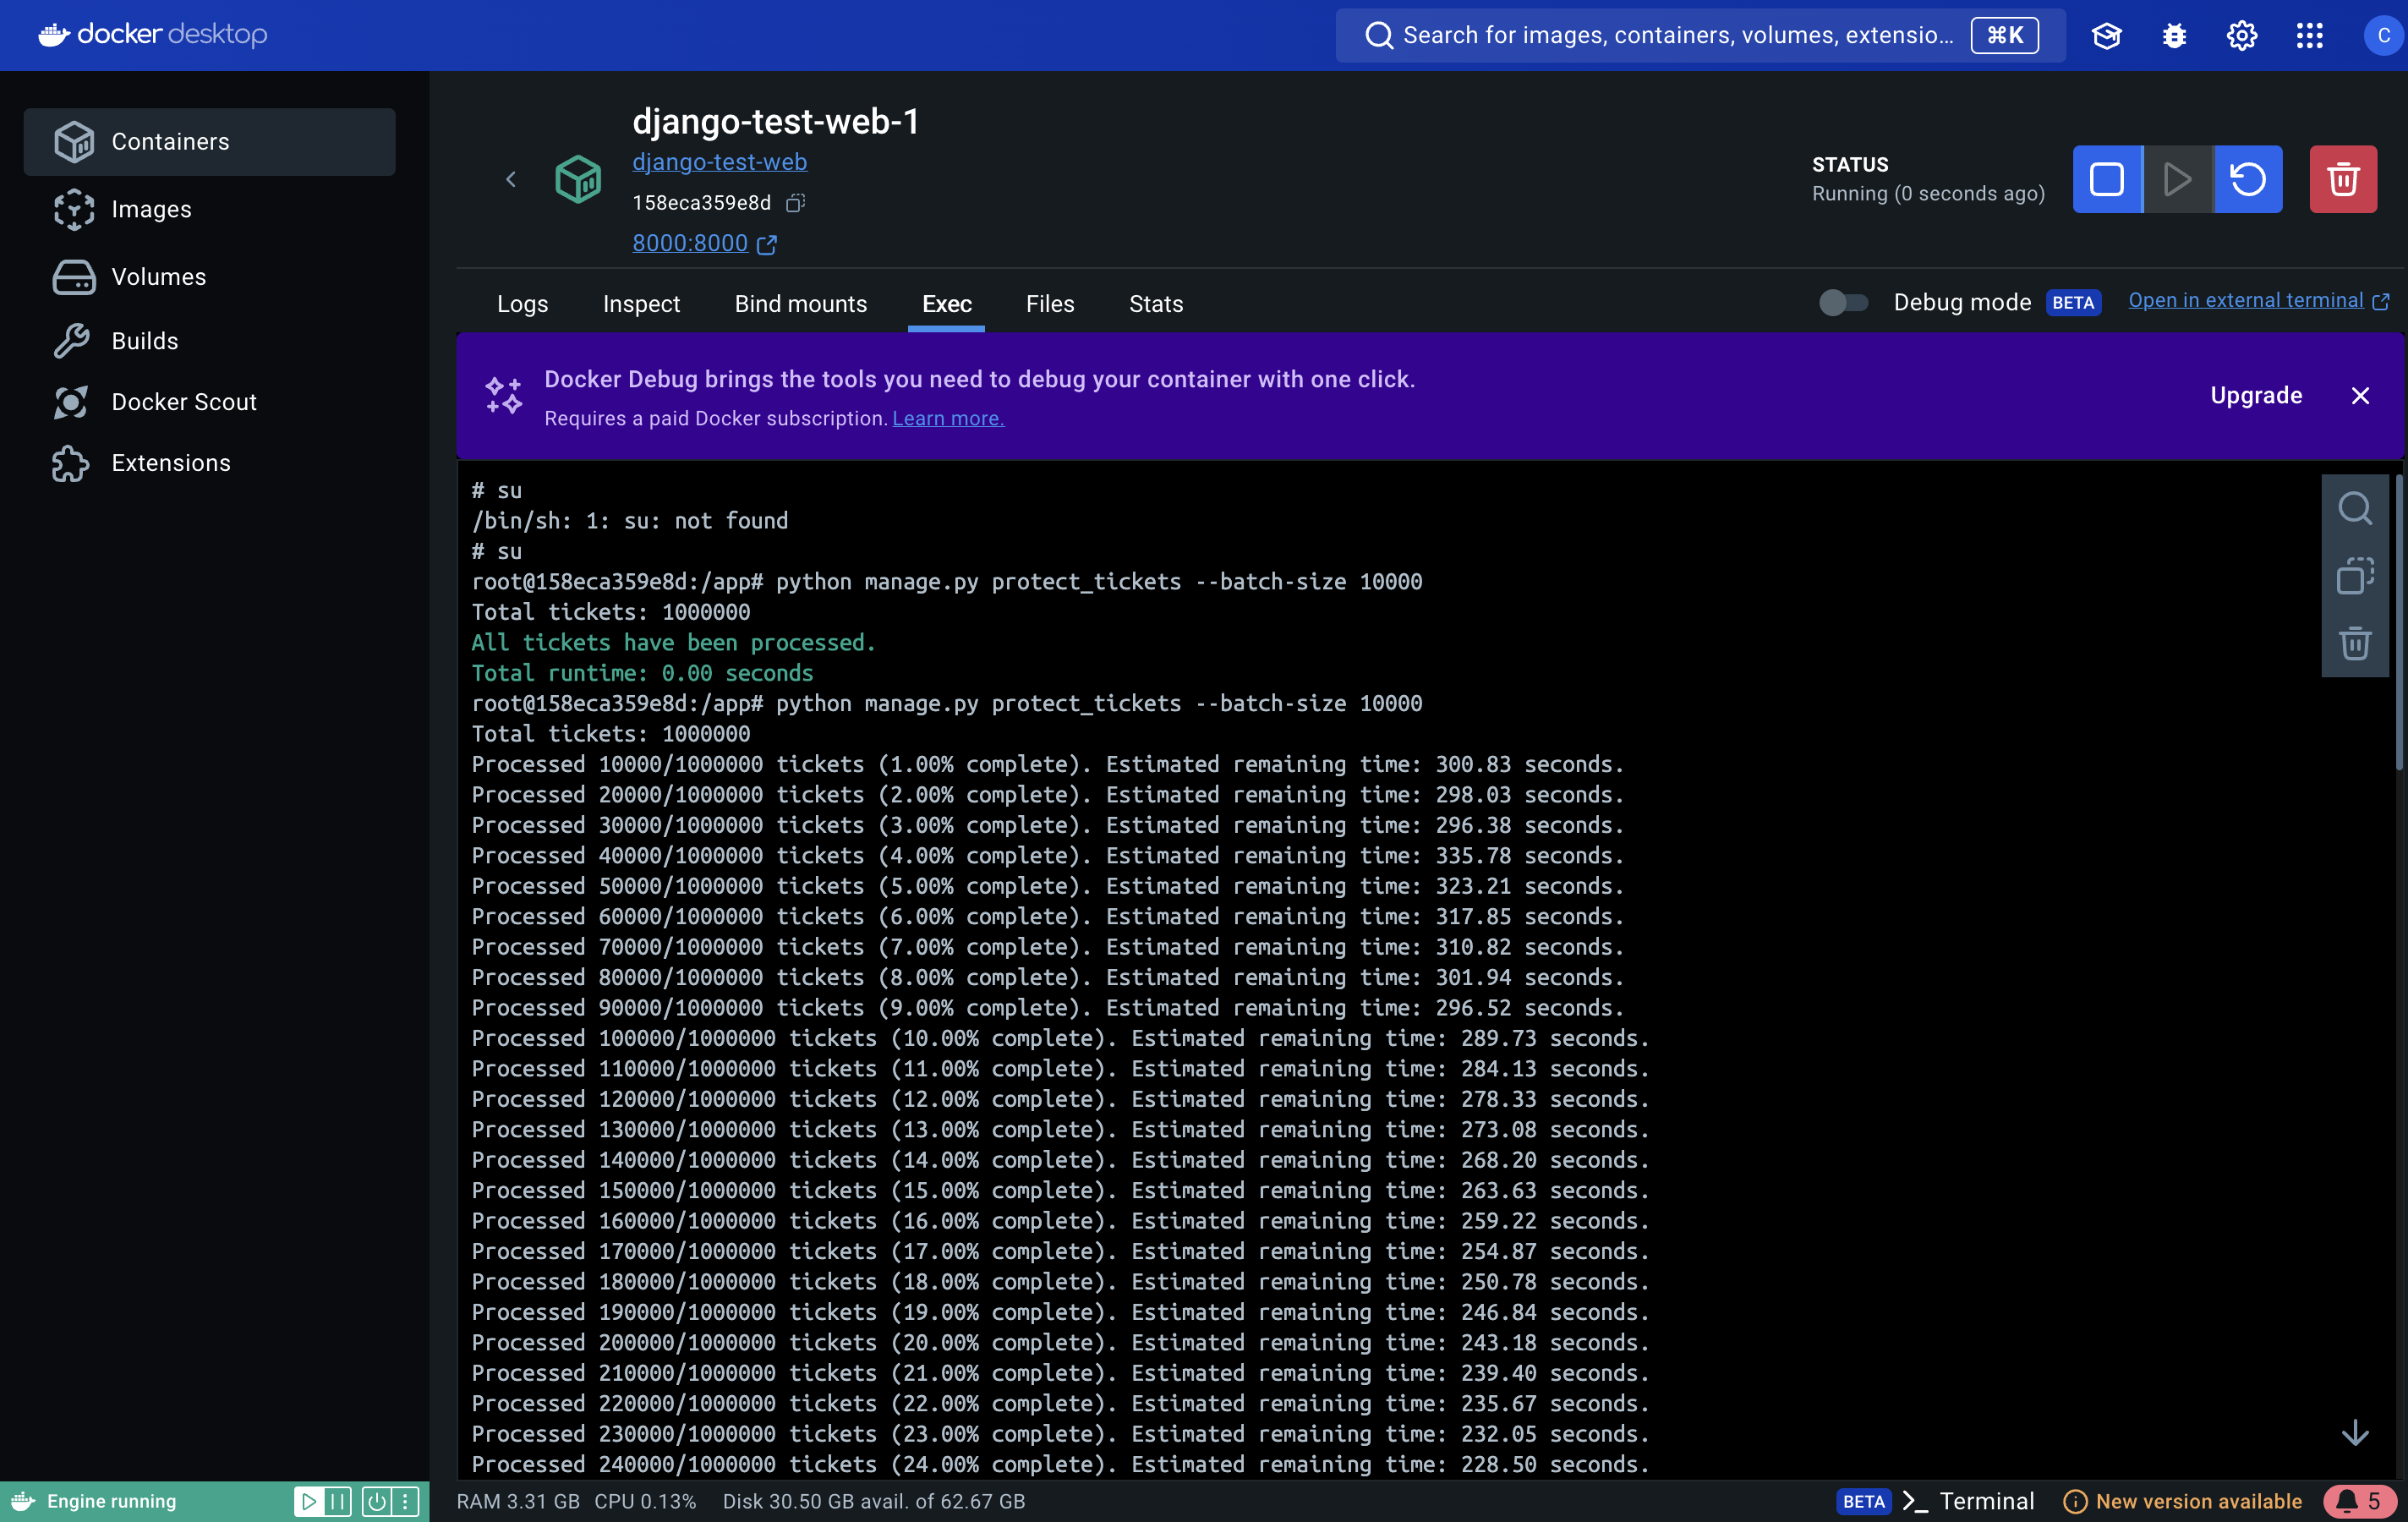 docker desktop
Search for images, containers, volumes, extensio... ⌘K
C
Containers
Images
Volumes
Builds
Docker Scout
Extensions
django-test-web-1
django-test-web
158eca359e8d
8000:8000
STATUS
Running (0 seconds ago)
Logs Inspect Bind mounts Exec Files Stats
Debug mode BETA Open in external terminal
Docker Debug brings the tools you need to debug your container with one click.
Requires a paid Docker subscription. Learn more.
Upgrade
# su
/bin/sh: 1: su: not found
# su
root@158eca359e8d:/app# python manage.py protect_tickets --batch-size 10000
Total tickets: 1000000
All tickets have been processed.
Total runtime: 0.00 seconds
root@158eca359e8d:/app# python manage.py protect_tickets --batch-size 10000
Total tickets: 1000000
Processed 10000/1000000 tickets (1.00% complete). Estimated remaining time: 300.83 seconds.
Processed 20000/1000000 tickets (2.00% complete). Estimated remaining time: 298.03 seconds.
Processed 30000/1000000 tickets (3.00% complete). Estimated remaining time: 296.38 seconds.
Processed 40000/1000000 tickets (4.00% complete). Estimated remaining time: 335.78 seconds.
Processed 50000/1000000 tickets (5.00% complete). Estimated remaining time: 323.21 seconds.
Processed 60000/1000000 tickets (6.00% complete). Estimated remaining time: 317.85 seconds.
Processed 70000/1000000 tickets (7.00% complete). Estimated remaining time: 310.82 seconds.
Processed 80000/1000000 tickets (8.00% complete). Estimated remaining time: 301.94 seconds.
Processed 90000/1000000 tickets (9.00% complete). Estimated remaining time: 296.52 seconds.
Processed 100000/1000000 tickets (10.00% complete). Estimated remaining time: 289.73 seconds.
Processed 110000/1000000 tickets (11.00% complete). Estimated remaining time: 284.13 seconds.
Processed 120000/1000000 tickets (12.00% complete). Estimated remaining time: 278.33 seconds.
Processed 130000/1000000 tickets (13.00% complete). Estimated remaining time: 273.08 seconds.
Processed 140000/1000000 tickets (14.00% complete). Estimated remaining time: 268.20 seconds.
Processed 150000/1000000 tickets (15.00% complete). Estimated remaining time: 263.63 seconds.
Processed 160000/1000000 tickets (16.00% complete). Estimated remaining time: 259.22 seconds.
Processed 170000/1000000 tickets (17.00% complete). Estimated remaining time: 254.87 seconds.
Processed 180000/1000000 tickets (18.00% complete). Estimated remaining time: 250.78 seconds.
Processed 190000/1000000 tickets (19.00% complete). Estimated remaining time: 246.84 seconds.
Processed 200000/1000000 tickets (20.00% complete). Estimated remaining time: 243.18 seconds.
Processed 210000/1000000 tickets (21.00% complete). Estimated remaining time: 239.40 seconds.
Processed 220000/1000000 tickets (22.00% complete). Estimated remaining time: 235.67 seconds.
Processed 230000/1000000 tickets (23.00% complete). Estimated remaining time: 232.05 seconds.
Processed 240000/1000000 tickets (24.00% complete). Estimated remaining time: 228.50 seconds.
Engine running
RAM 3.31 GB CPU 0.13% Disk 30.50 GB avail. of 62.67 GB
BETA Terminal New version available 5